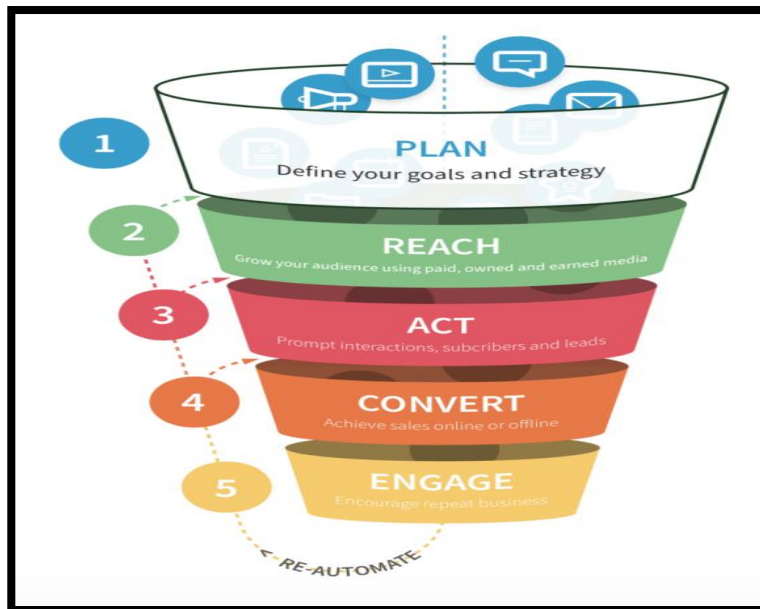 1
PLAN
Define your goals and strategy
2
REACH
Grow your audience using paid, owned and earned media
3
ACT
Prompt interactions, subcribers and leads
4
CONVERT
Achieve sales online or offline
5
ENGAGE
Encourage repeat business
< RE-AUTOMATE